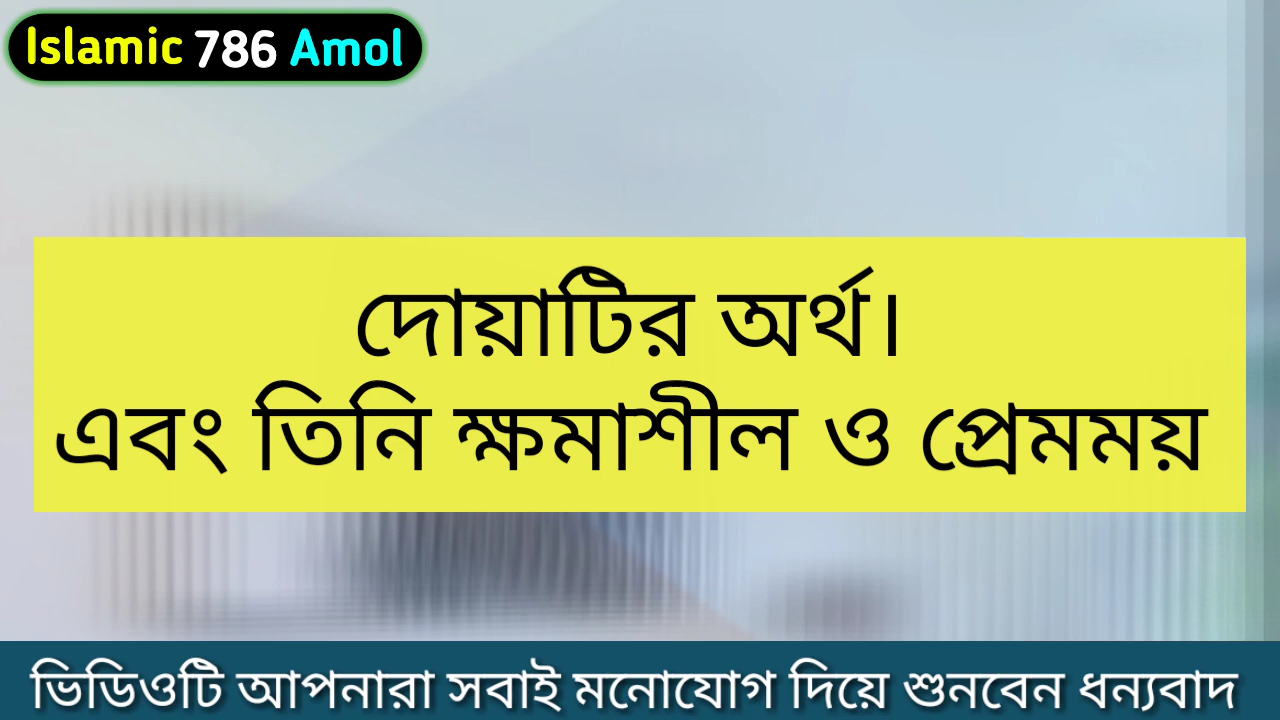 Islamic 786 Amol
দোয়াটির অর্থ।
এবং তিনি ক্ষমাশীল ও প্রেমময়
ভিডিওটি আপনারা সবাই মনোযোগ দিয়ে শুনবেন ধন্যবাদ